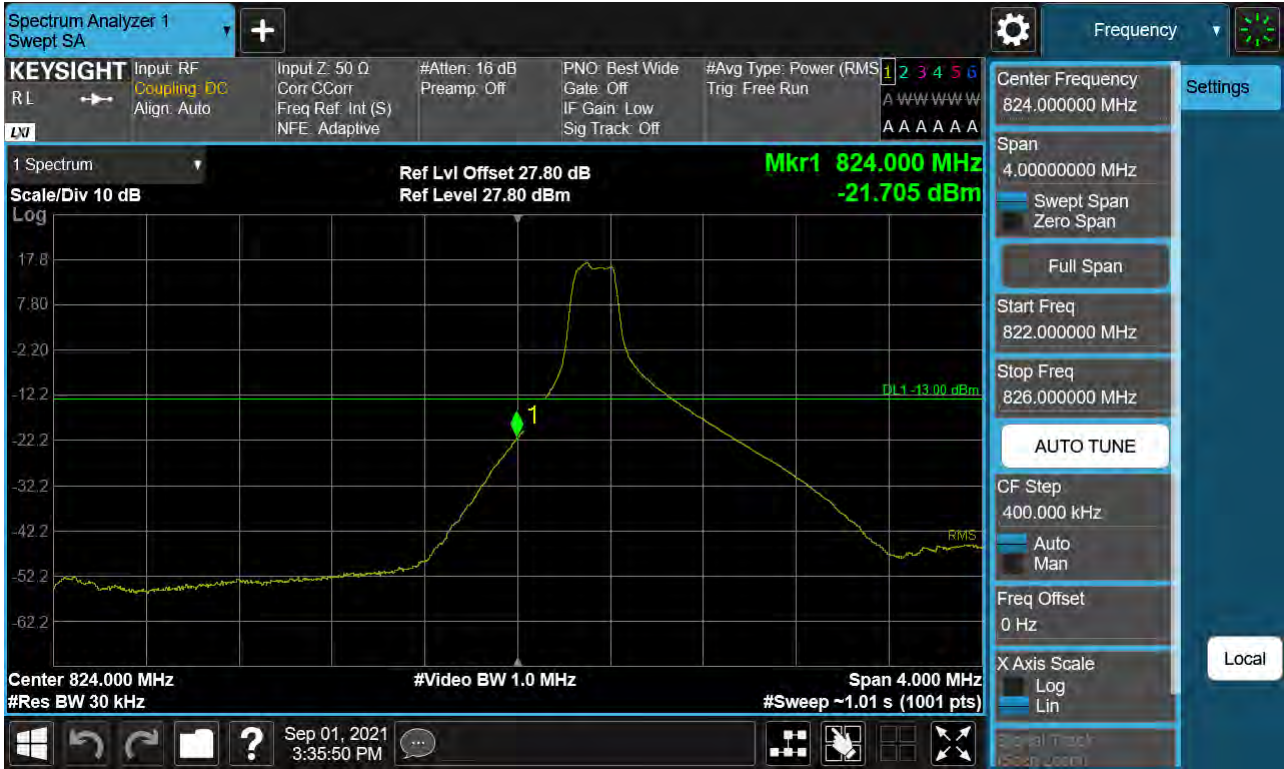 Spectrum Analyzer 1
Swept SA
Frequency
KEYSIGHT
R L
LXI
Input: RF
Coupling: DC
Align: Auto
Input Z: 50 Ω
Corr CCorr
Freq Ref: Int (S)
NFE: Adaptive
#Atten: 16 dB
Preamp: Off
PNO: Best Wide
Gate: Off
IF Gain: Low
Sig Track: Off
#Avg Type: Power (RMS
Trig: Free Run
1 2 3 4 5 6
A W W W W W
A A A A A A
1 Spectrum
Scale/Div 10 dB
Log
Ref Lvl Offset 27.80 dB
Ref Level 27.80 dBm
Mkr1 824.000 MHz
-21.705 dBm
17.8
7.80
-2.20
-12.2
-22.2
-32.2
-42.2
-52.2
-62.2
DL1 -13.00 dBm
1
RMS
Center 824.000 MHz
#Video BW 1.0 MHz
Span 4.000 MHz
#Res BW 30 kHz
#Sweep ~1.01 s (1001 pts)
Center Frequency
824.000000 MHz
Settings
Span
4.00000000 MHz
Swept Span
Zero Span
Full Span
Start Freq
822.000000 MHz
Stop Freq
826.000000 MHz
AUTO TUNE
CF Step
400.000 kHz
Auto
Man
Freq Offset
0 Hz
X Axis Scale
Log
Lin
Local
Signal Track
(Span Zoom)
?
Sep 01, 2021
3:35:50 PM